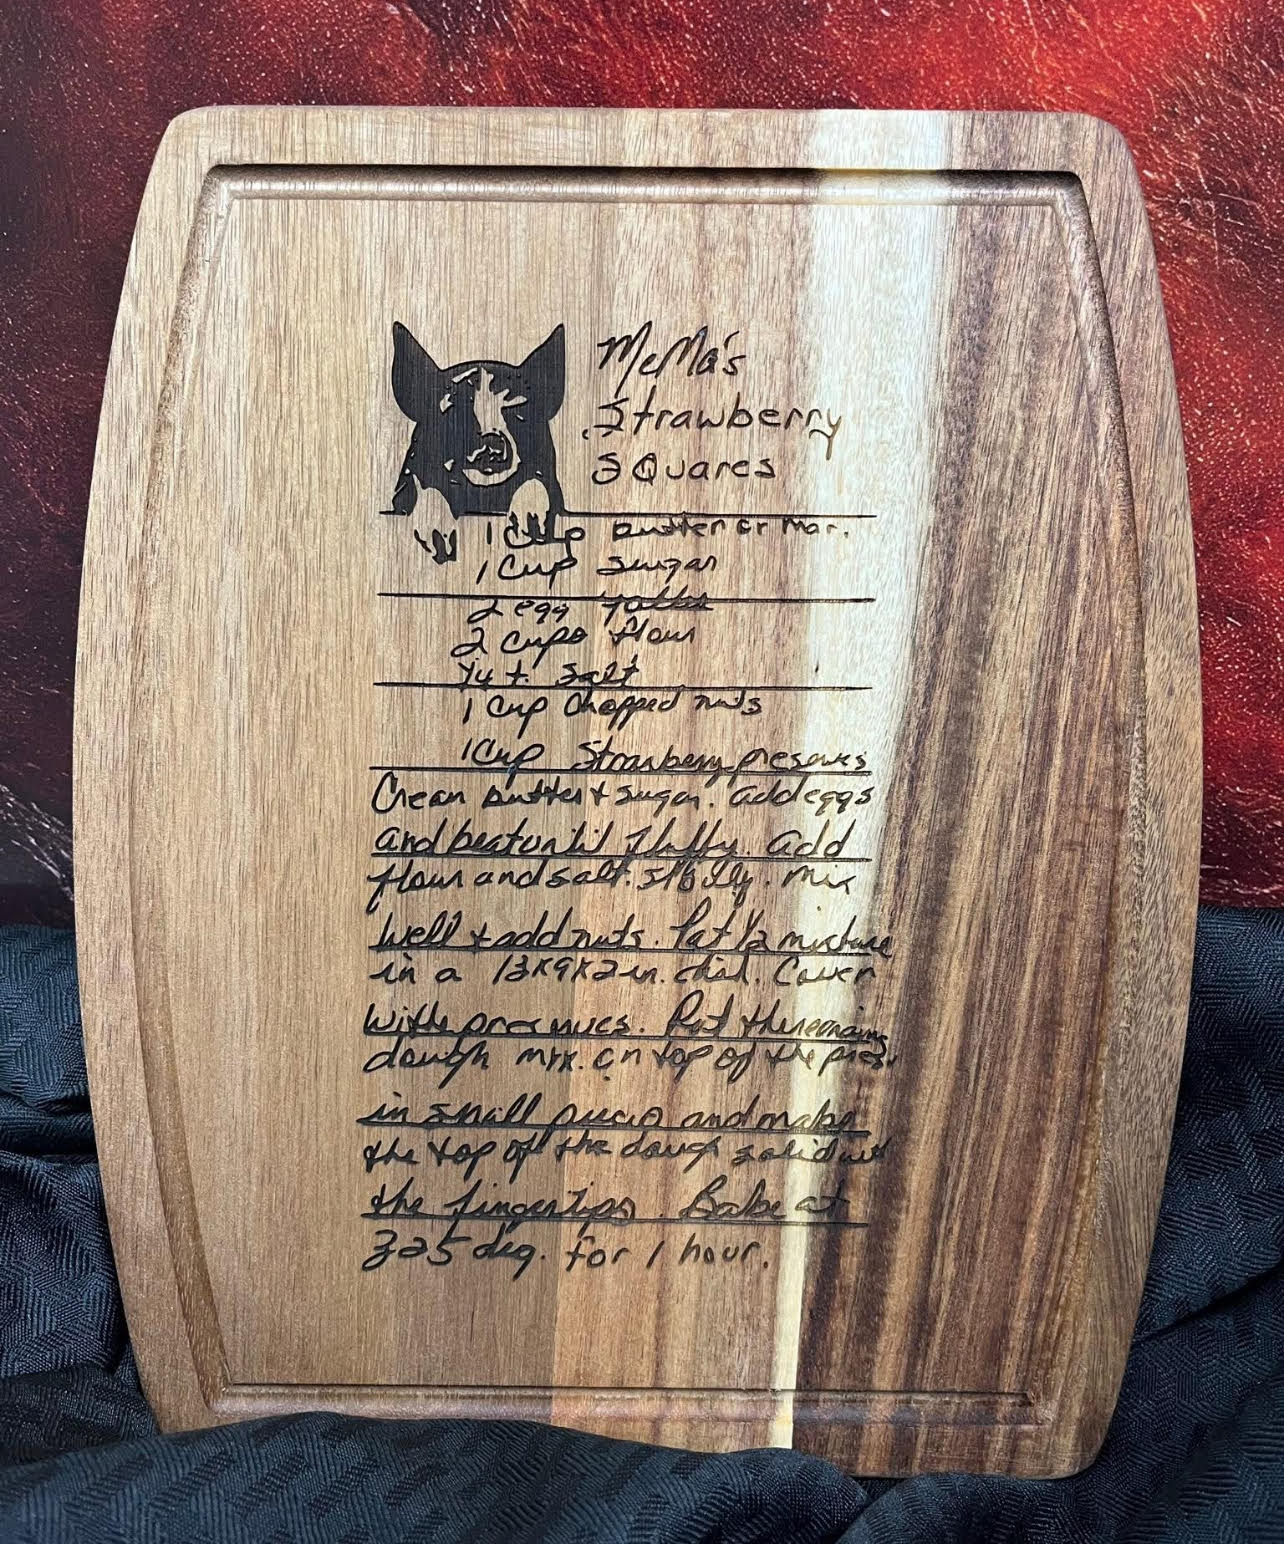 McMa's
Strawberry
Squares
1 cup butter or mar.
1 cup sugar
2 egg yolks
2 cups flour
1/4 t. salt
1 cup chopped nuts
1 cup Strawberry preserves
Cream butter + sugar. add eggs
and beat until fluffy. add
flour and salt. slowly. mix
well + add nuts. Pat 1/2 mixture
in a 13x9x2 in. dish. Cover
with preserves. Put the remaining
dough mix. on top of the pres.
in small pieces and make
the top of the dough solid with
the fingertips. Bake at
325 deg. for 1 hour.